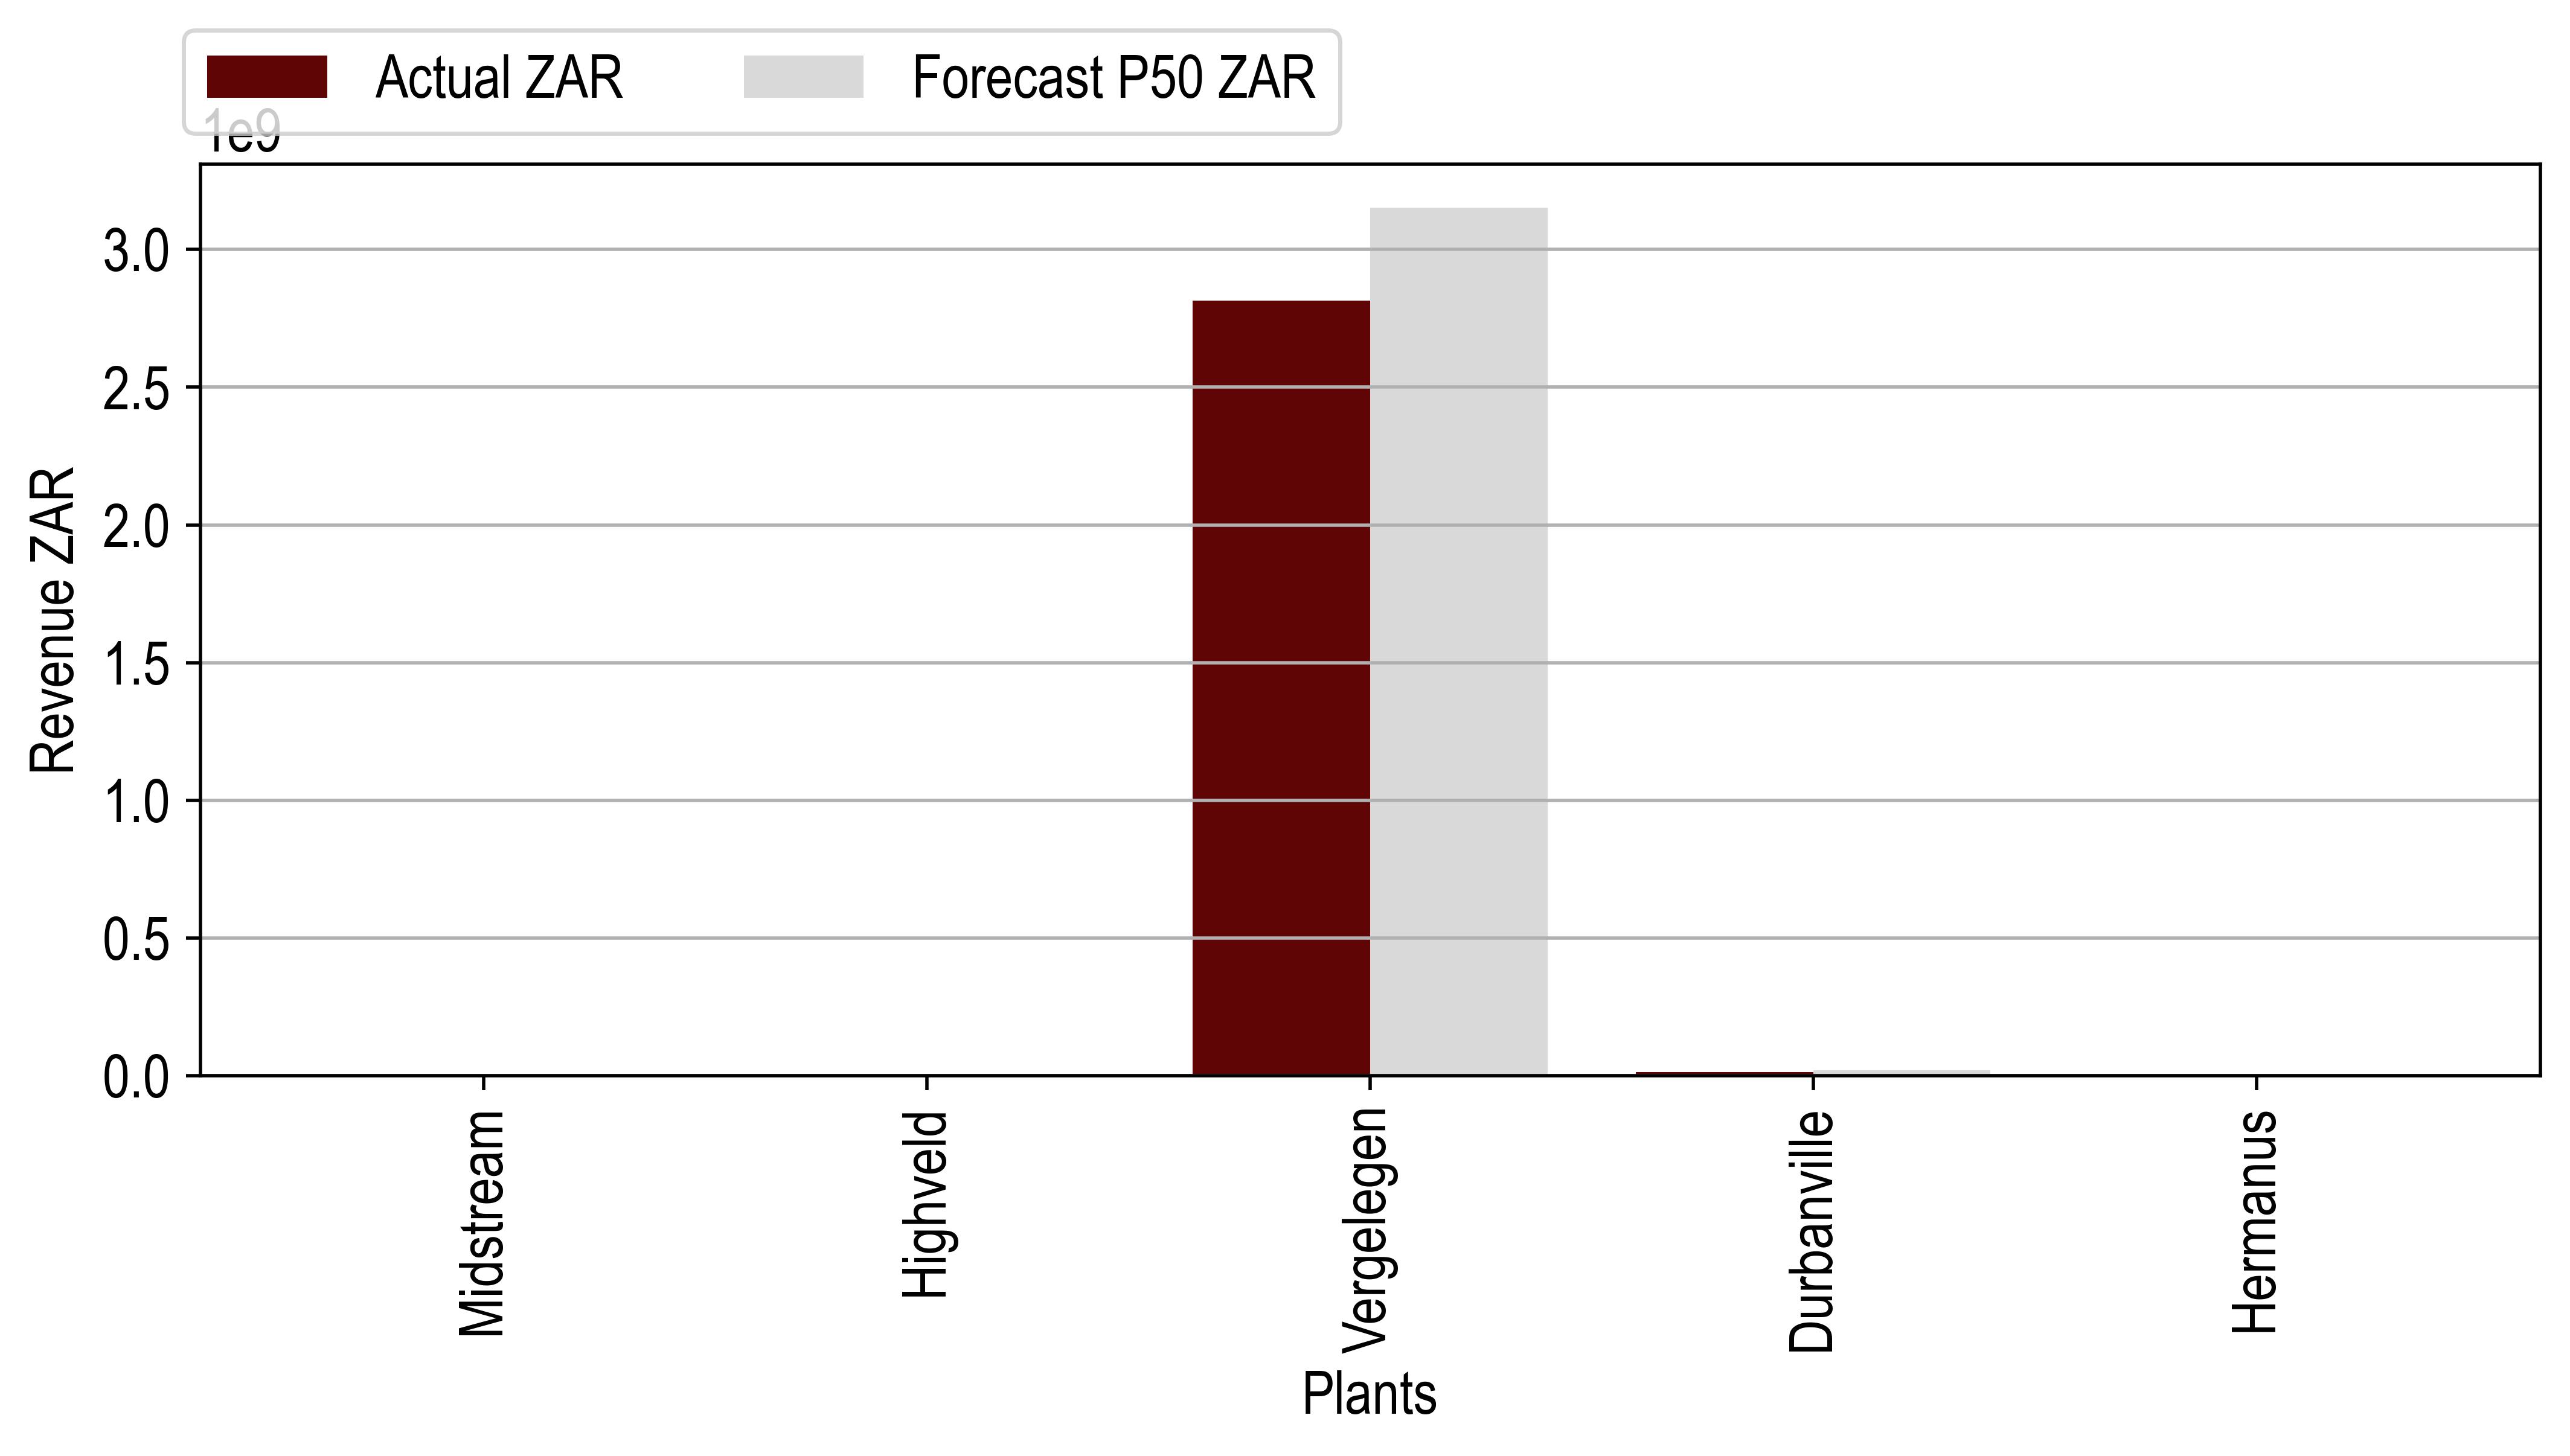 Actual ZAR Forecast P50 ZAR
1e9
3.0
2.5
2.0
1.5
1.0
0.5
0.0
Revenue ZAR
Midstream
Highveld
Vergelegen
Durbanville
Hermanus
Plants